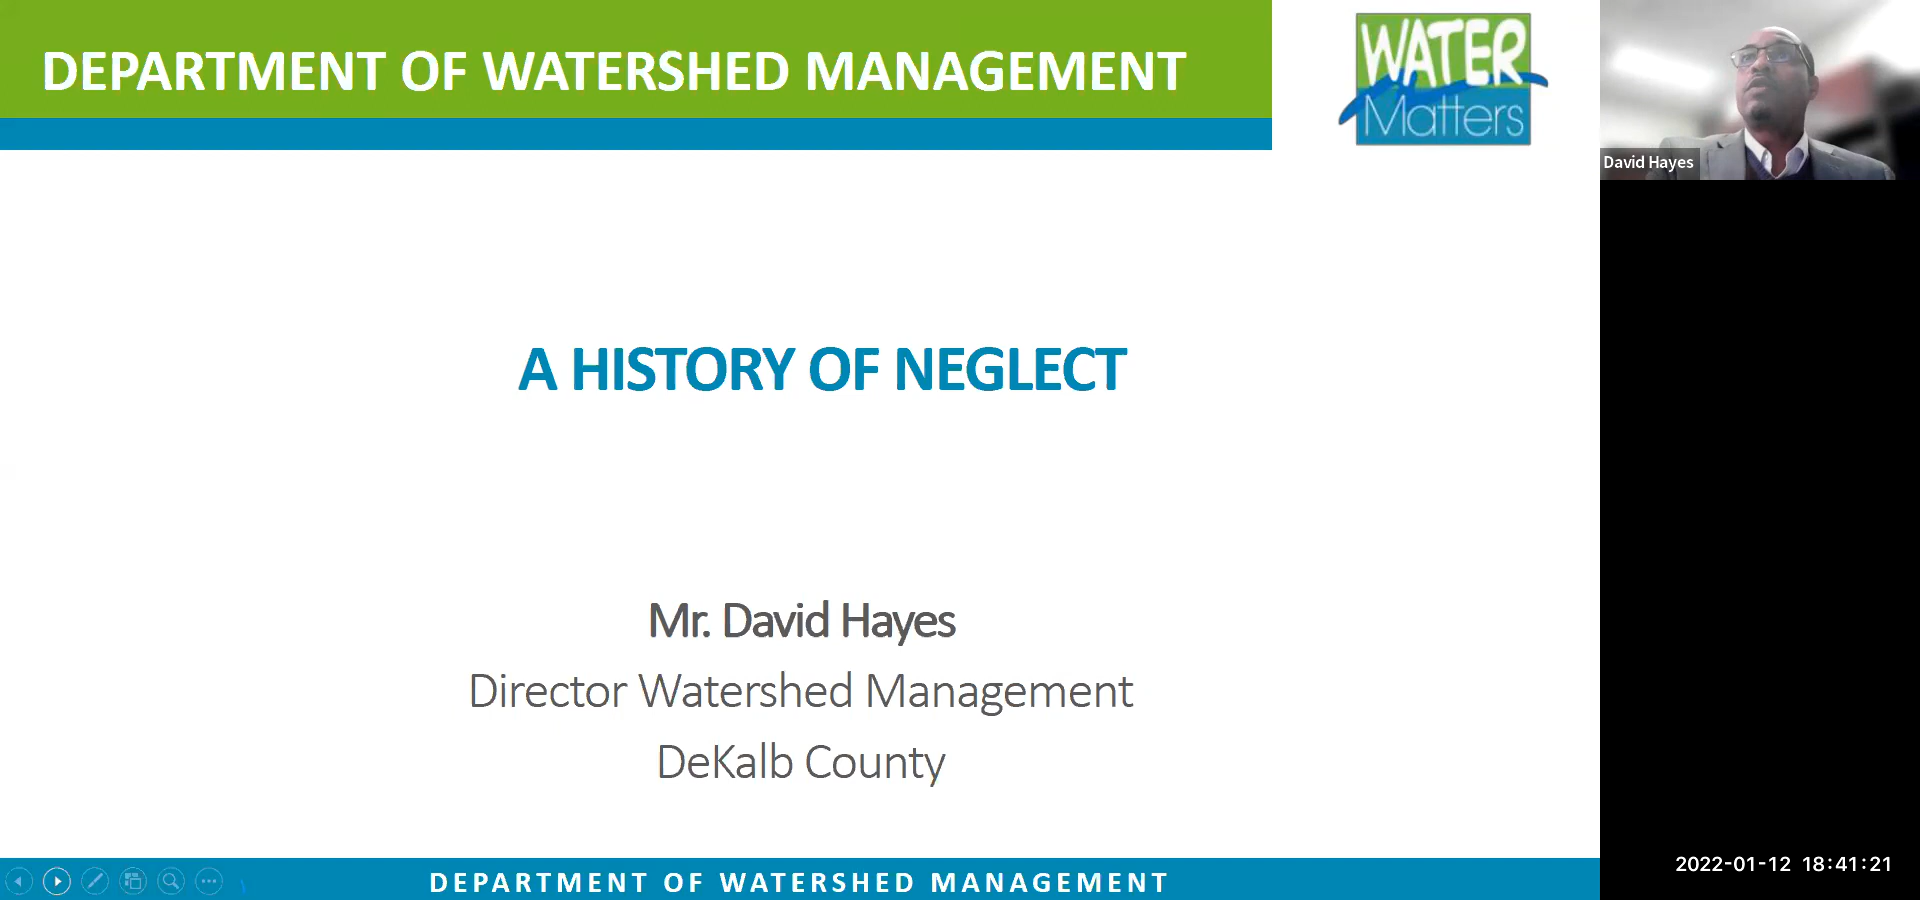 DEPARTMENT OF WATERSHED MANAGEMENT
WATER
Matters
David Hayes
A HISTORY OF NEGLECT
Mr. David Hayes
Director Watershed Management
DeKalb County
2022-01-12 18:41:21
DEPARTMENT OF WATERSHED MANAGEMENT